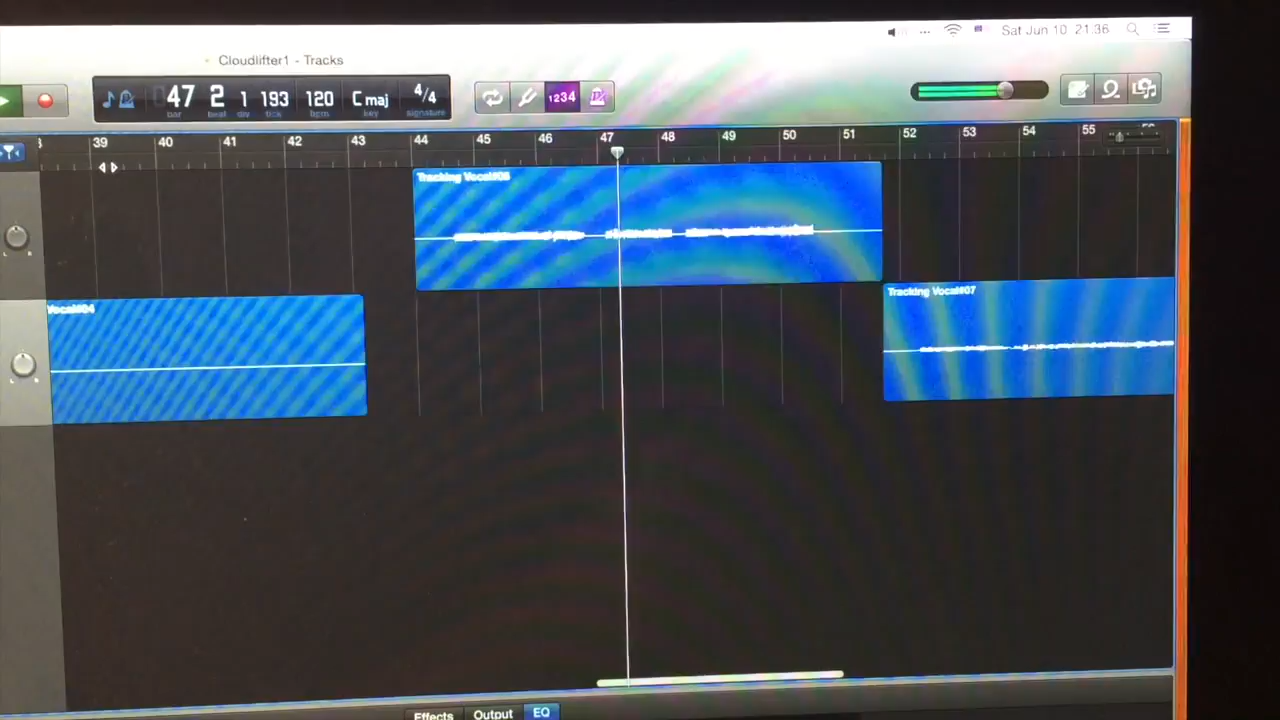 Sat Jun 10 21:36
Cloudlifter1 - Tracks
47 2 1 193 120 C maj 4/4
bar beat div tick bpm key signature
1234
39 40 41 42 43 44 45 46 47 48 49 50 51 52 53 54 55
Tracking Vocal#05
L R
Tracking Vocal#07
Vocal#04
L R
Effects Output EQ